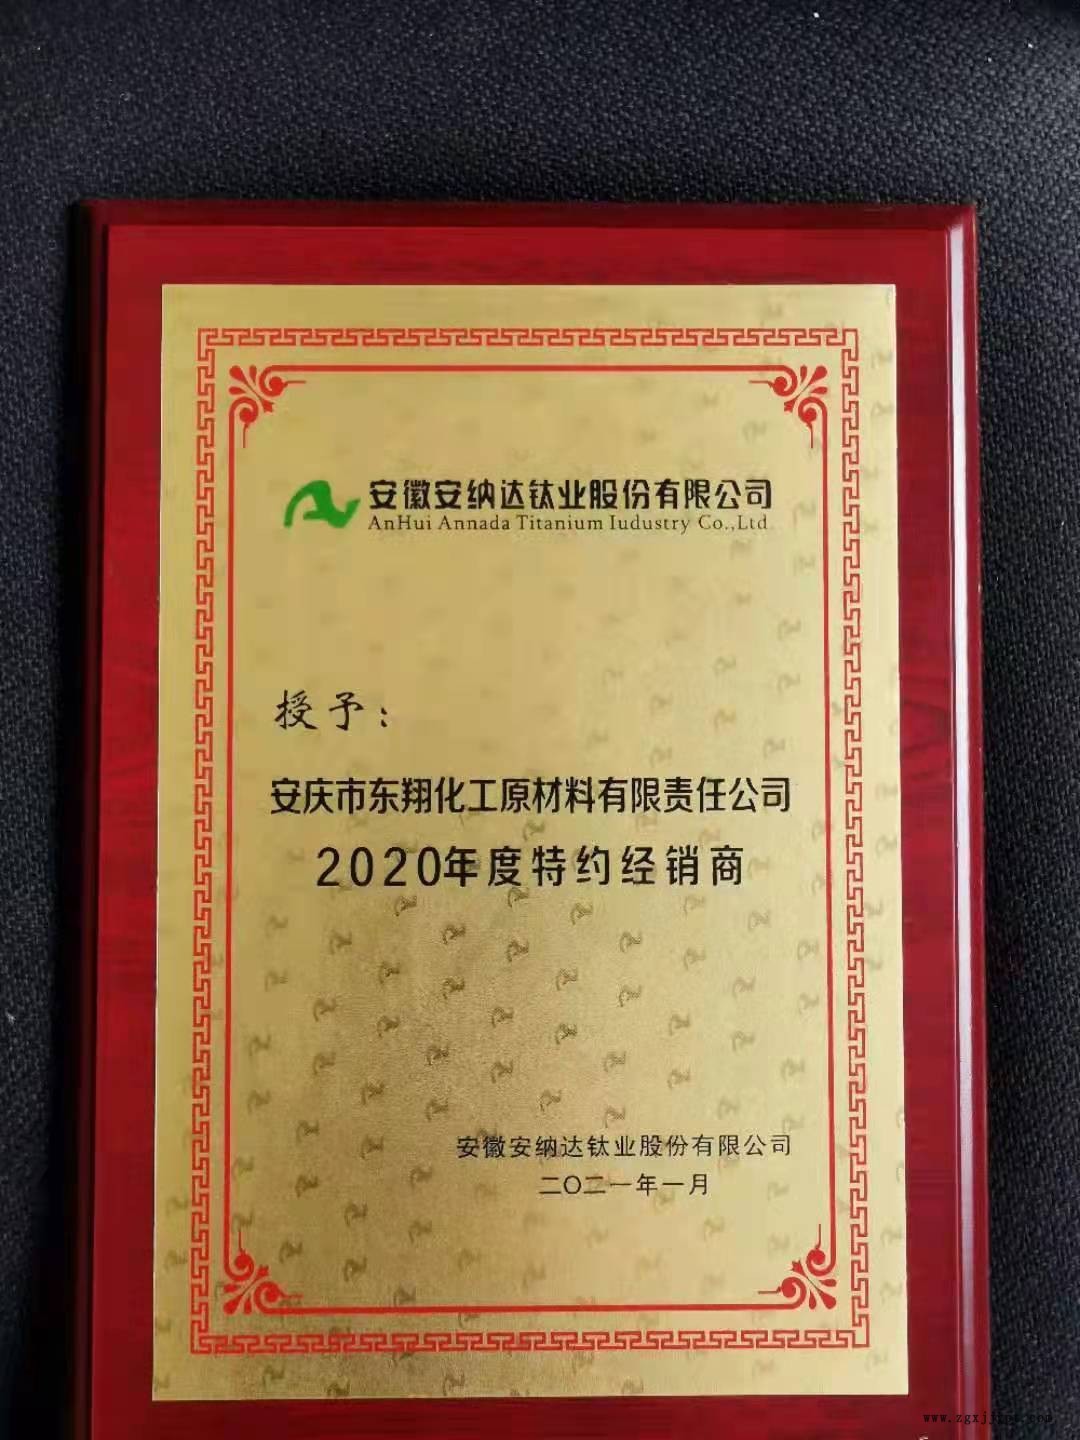 安徽安纳达钛业股份有限公司
AnHui Annada Titanium Iudustry Co.,Ltd.
授予：
安庆市东翔化工原材料有限责任公司
2020年度特约经销商
安徽安纳达钛业股份有限公司
二〇二一年一月